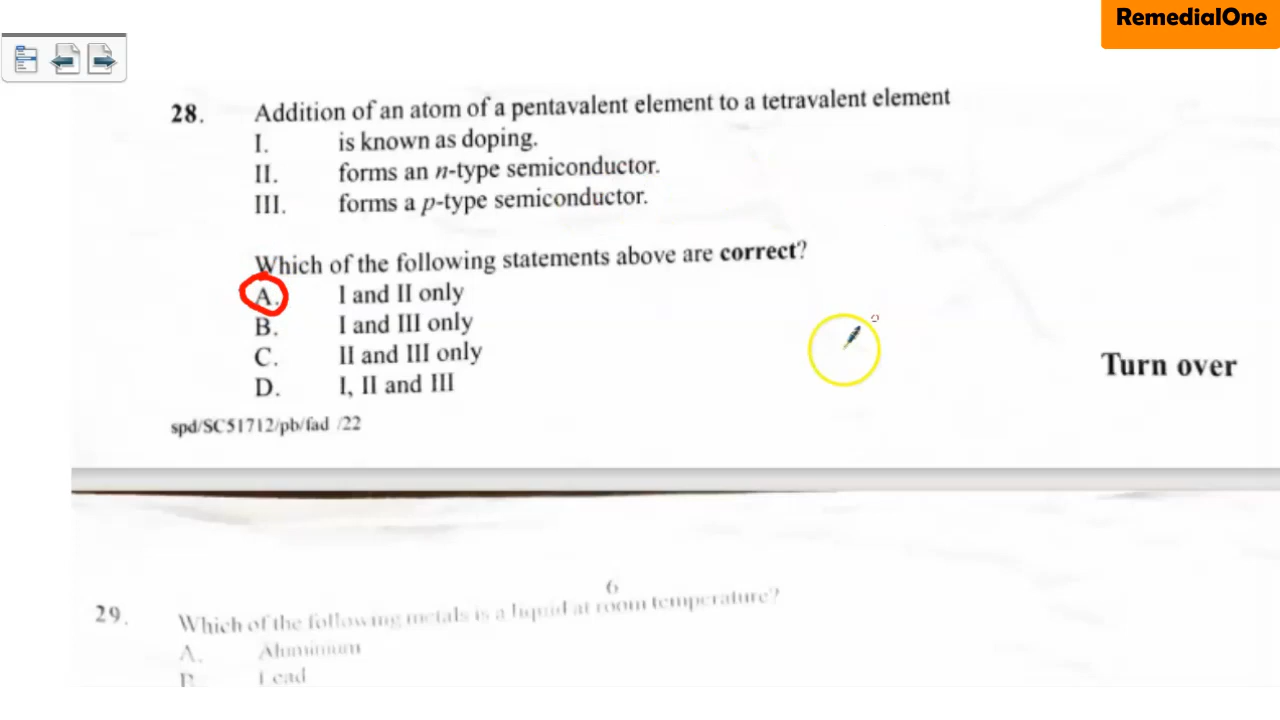 RemedialOne
28. Addition of an atom of a pentavalent element to a tetravalent element
I. is known as doping.
II. forms an n-type semiconductor.
III. forms a p-type semiconductor.
Which of the following statements above are correct?
A. I and II only
B. I and III only
C. II and III only
D. I, II and III
Turn over
spd/SC51712/pb/fad /22
6
29. Which of the following metals is a liquid at room temperature?
A. Aluminium
B. Lead